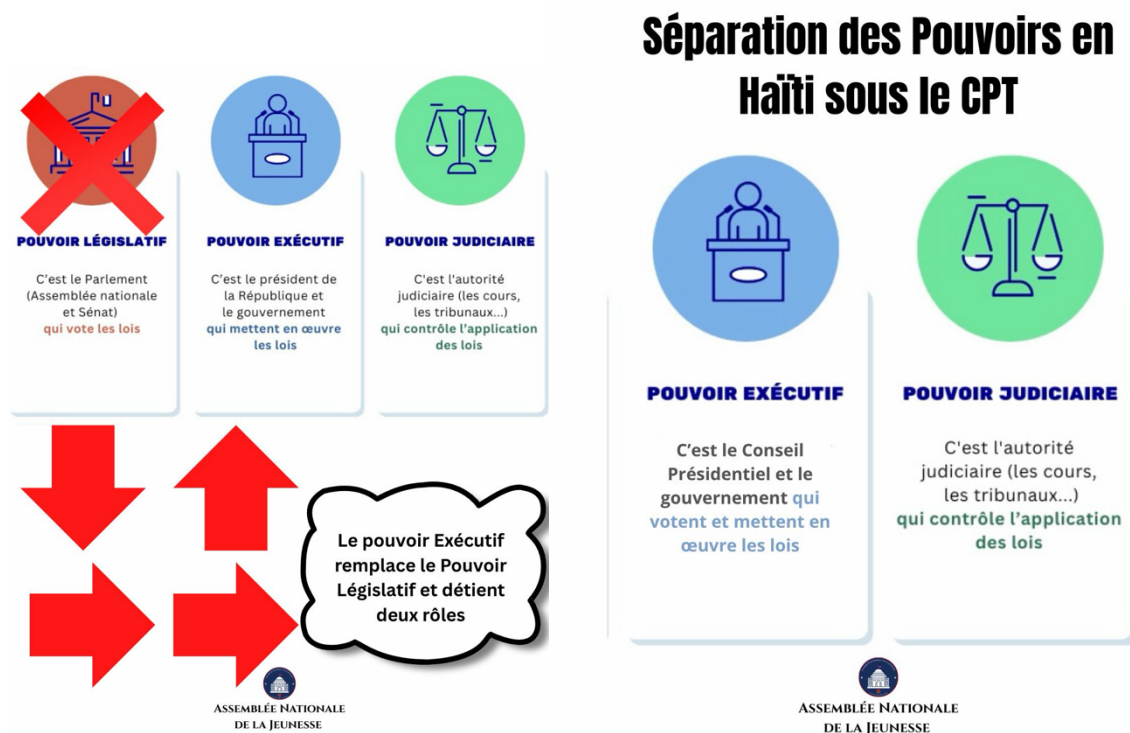 POUVOIR LÉGISLATIF
C'est le Parlement
(Assemblée nationale
et Sénat)
qui vote les lois
POUVOIR EXÉCUTIF
C'est le président de
la République et
le gouvernement
qui mettent en œuvre
les lois
POUVOIR JUDICIAIRE
C'est l'autorité
judiciaire (les cours,
les tribunaux...)
qui contrôle l'application
des lois
Le pouvoir Exécutif
remplace le Pouvoir
Législatif et détient
deux rôles
ASSEMBLÉE NATIONALE
DE LA JEUNESSE
Séparation des Pouvoirs en
Haïti sous le CPT
POUVOIR EXÉCUTIF
C'est le Conseil
Présidentiel et le
gouvernement qui
votent et mettent en
œuvre les lois
POUVOIR JUDICIAIRE
C'est l'autorité
judiciaire (les cours,
les tribunaux...)
qui contrôle l'application
des lois
ASSEMBLÉE NATIONALE
DE LA JEUNESSE